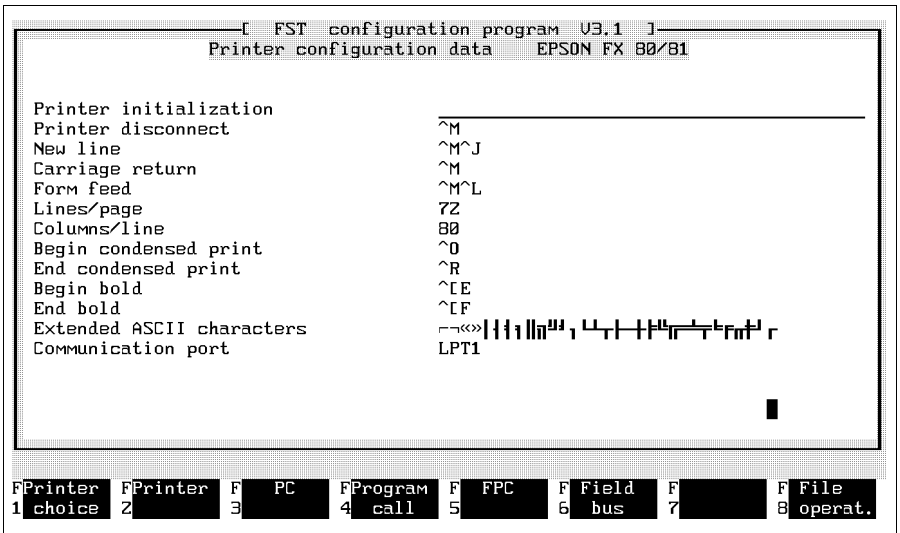 [ FST configuration program V3.1 ]
Printer configuration data EPSON FX 80/81
Printer initialization
Printer disconnect ^M
New line ^M^J
Carriage return ^M
Form feed ^M^L
Lines/page 72
Columns/line 80
Begin condensed print ^O
End condensed print ^R
Begin bold ^[E
End bold ^[F
Extended ASCII characters ⌐¬«»│┤╡╢║╗╝╜╛┐└┴┬├─┼╞╚╔═╤╘╒╓╫┘┌
Communication port LPT1
F1 Printer choice F2 Printer F3 PC F4 Program call F5 FPC F6 Field bus F7 F8 File operat.